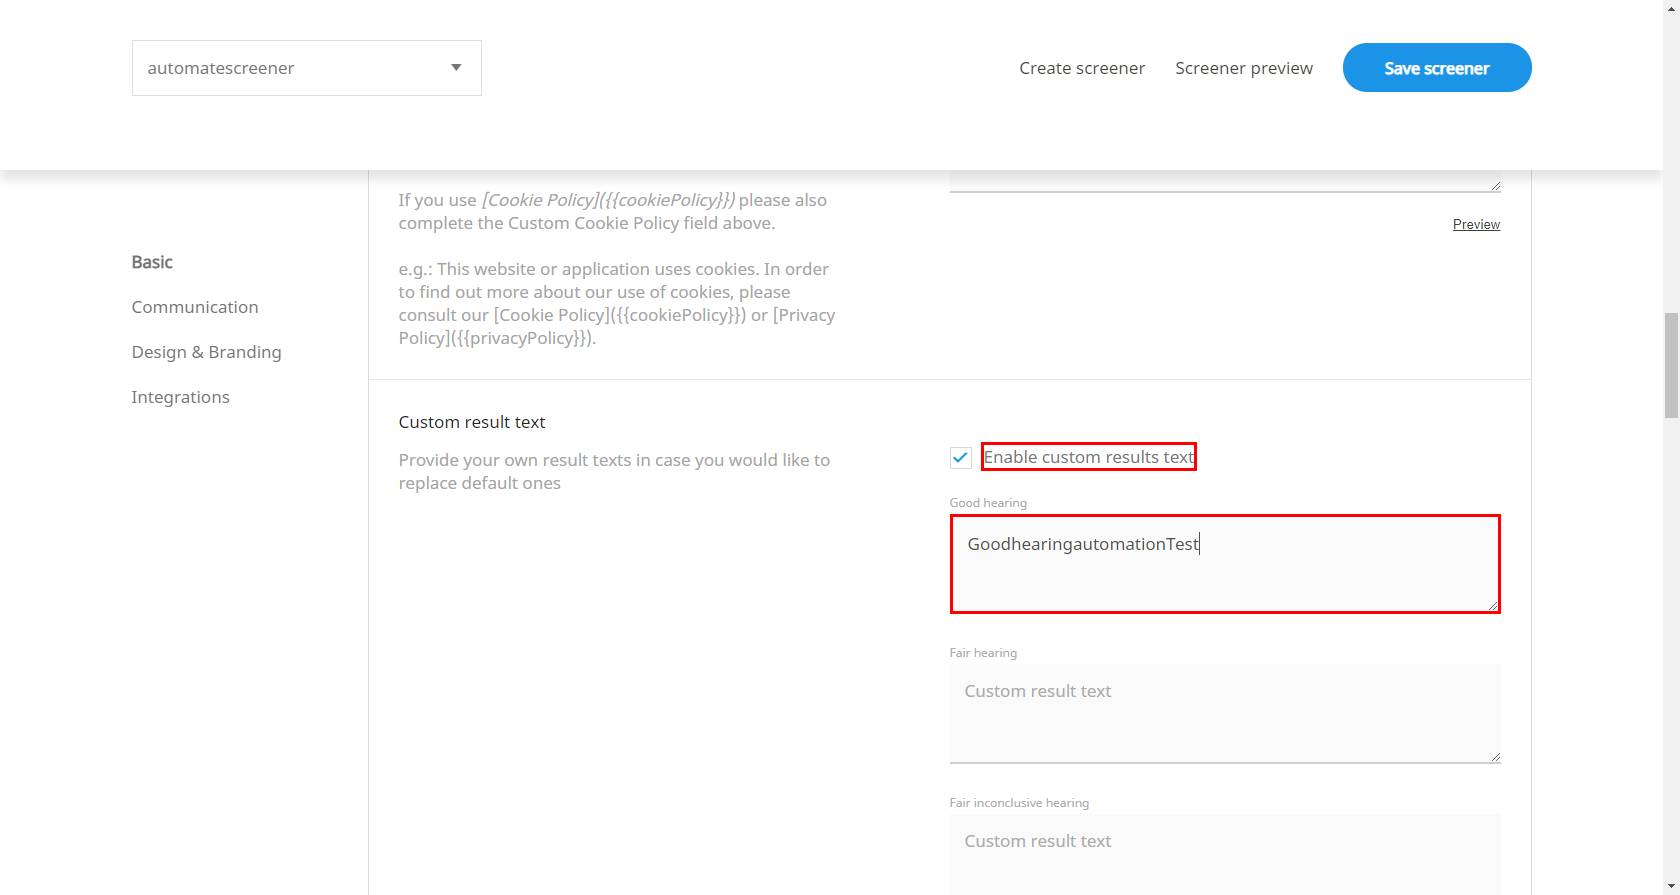 automatescreener
Create screener
Screener preview
Save screener
Basic
Communication
Design & Branding
Integrations
If you use [Cookie Policy]({{cookiePolicy}}) please also
complete the Custom Cookie Policy field above.
e.g.: This website or application uses cookies. In order
to find out more about our use of cookies, please
consult our [Cookie Policy]({{cookiePolicy}}) or [Privacy
Policy]({{privacyPolicy}}).
Preview
Custom result text
Provide your own result texts in case you would like to
replace default ones
Enable custom results text
Good hearing
GoodhearingautomationTest
Fair hearing
Custom result text
Fair inconclusive hearing
Custom result text